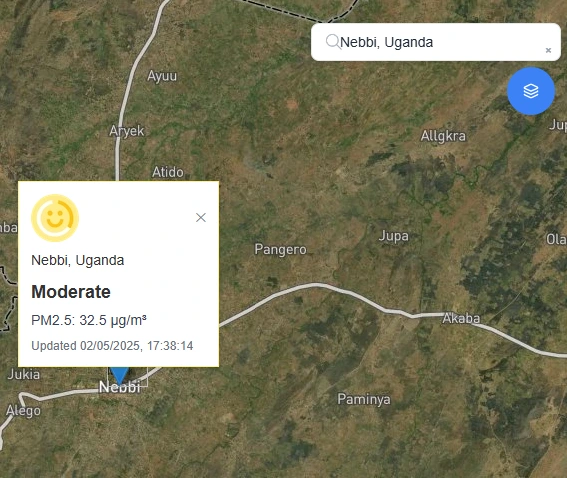 Nebbi, Uganda
Ayuu
Jup
Aryek
Allgkra
Atido
mba
Jupa
Ola
Pangero
Nebbi, Uganda
Moderate
PM2.5: 32.5 µg/m³
Updated 02/05/2025, 17:38:14
Akaba
Jukia
Nebbi
Paminya
Alego